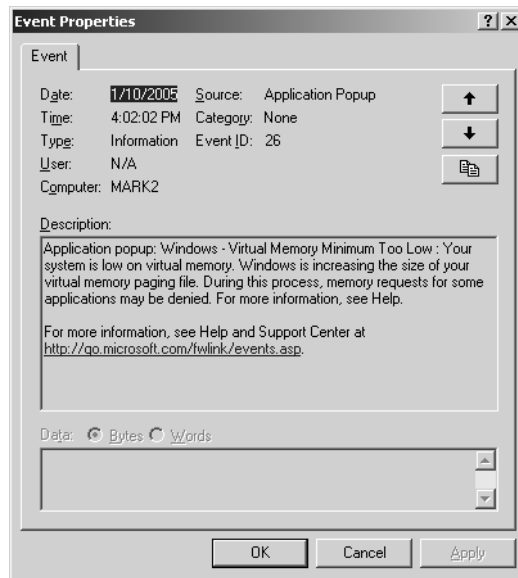 Event Properties
Event
Date: 1/10/2005 Source: Application Popup
Time: 4:02:02 PM Category: None
Type: Information Event ID: 26
User: N/A
Computer: MARK2
Description:
Application popup: Windows - Virtual Memory Minimum Too Low : Your
system is low on virtual memory. Windows is increasing the size of your
virtual memory paging file. During this process, memory requests for some
applications may be denied. For more information, see Help.
For more information, see Help and Support Center at
http://go.microsoft.com/fwlink/events.asp.
Data: Bytes Words
OK Cancel Apply